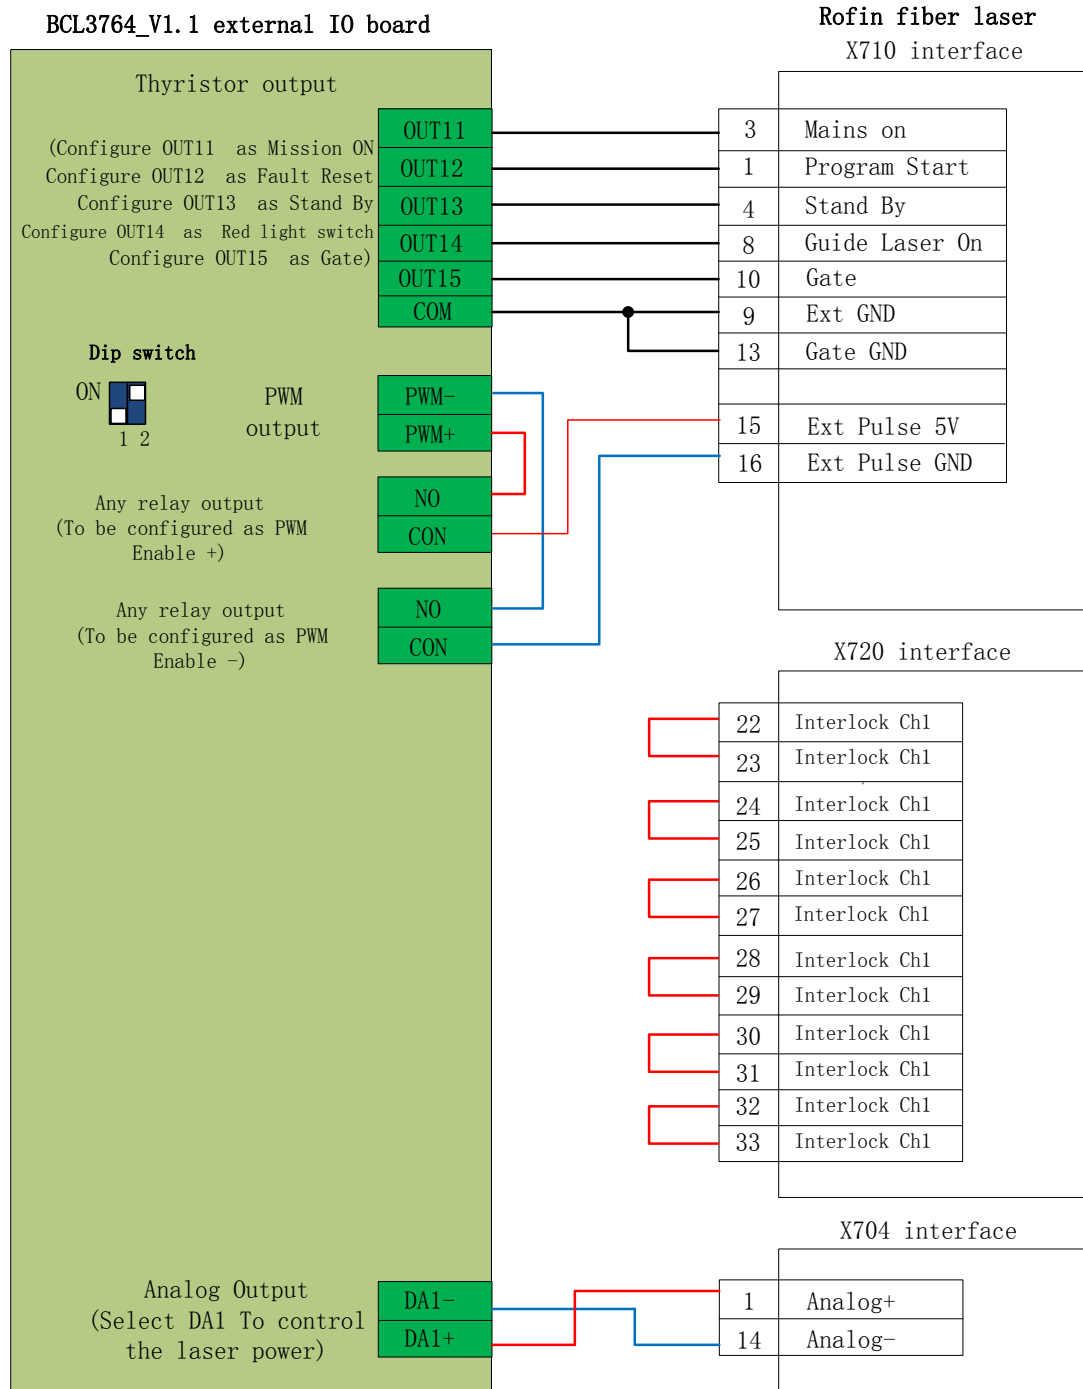 BCL3764_V1.1 external IO board
Rofin fiber laser
X710 interface
Thyristor output
(Configure OUT11 as Mission ON
Configure OUT12 as Fault Reset
Configure OUT13 as Stand By
Configure OUT14 as Red light switch
Configure OUT15 as Gate)
OUT11
OUT12
OUT13
OUT14
OUT15
COM
3 Mains on
1 Program Start
4 Stand By
8 Guide Laser On
10 Gate
9 Ext GND
13 Gate GND
15 Ext Pulse 5V
16 Ext Pulse GND
Dip switch
ON
1 2
PWM
output
PWM-
PWM+
Any relay output
(To be configured as PWM
Enable +)
NO
CON
Any relay output
(To be configured as PWM
Enable -)
NO
CON
X720 interface
22 Interlock Ch1
23 Interlock Ch1
24 Interlock Ch1
25 Interlock Ch1
26 Interlock Ch1
27 Interlock Ch1
28 Interlock Ch1
29 Interlock Ch1
30 Interlock Ch1
31 Interlock Ch1
32 Interlock Ch1
33 Interlock Ch1
X704 interface
Analog Output
(Select DA1 To control
the laser power)
DA1-
DA1+
1 Analog+
14 Analog-